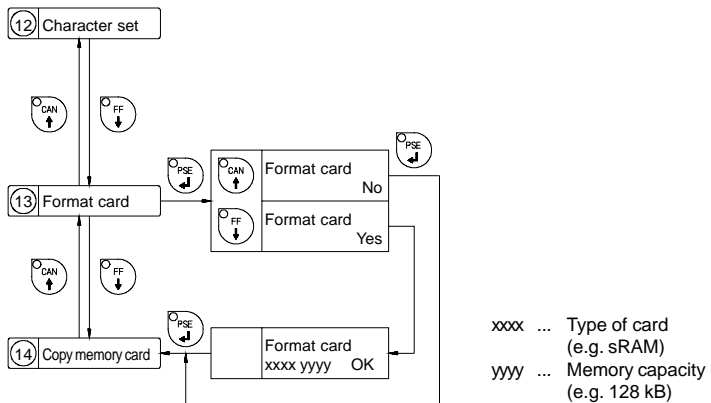 12 Character set
CAN FF
PSE
PSE
CAN Format card
No
13 Format card
FF Format card
Yes
CAN FF
PSE
14 Copy memory card
Format card
xxxx yyyy OK
xxxx ... Type of card
(e.g. sRAM)
yyyy ... Memory capacity
(e.g. 128 kB)